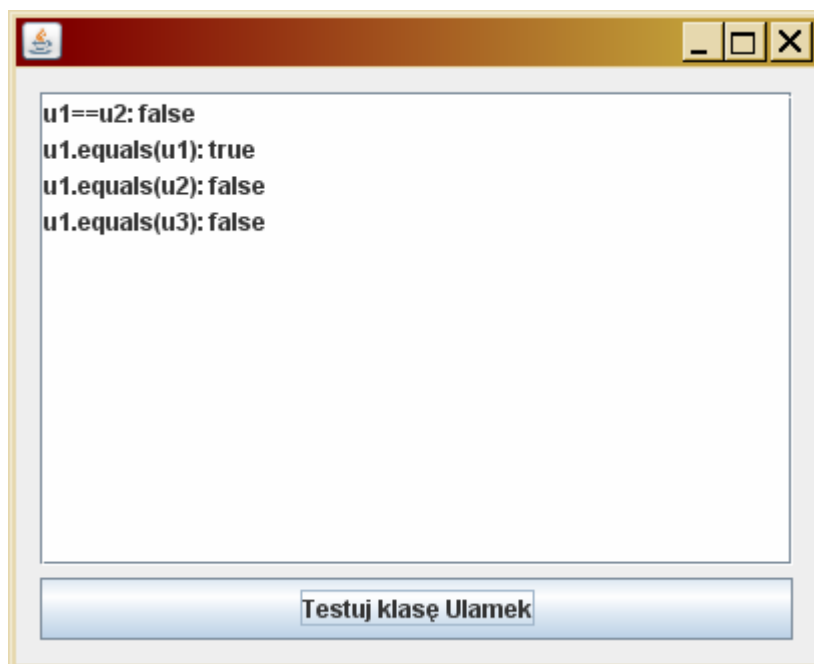 u1==u2: false
u1.equals(u1): true
u1.equals(u2): false
u1.equals(u3): false
Testuj klasę Ulamek